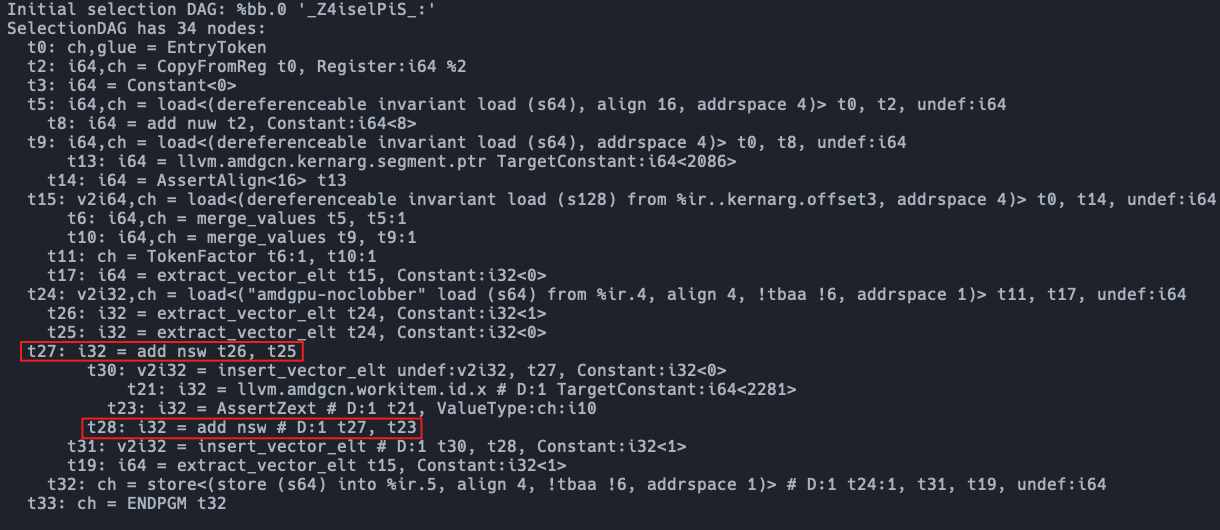 Initial selection DAG: %bb.0 '_Z4iselPiS_:'
SelectionDAG has 34 nodes:
t0: ch,glue = EntryToken
t2: i64,ch = CopyFromReg t0, Register:i64 %2
t3: i64 = Constant<0>
t5: i64,ch = load<(dereferenceable invariant load (s64), align 16, addrspace 4)> t0, t2, undef:i64
t8: i64 = add nuw t2, Constant:i64<8>
t9: i64,ch = load<(dereferenceable invariant load (s64), addrspace 4)> t0, t8, undef:i64
t13: i64 = llvm.amdgcn.kernarg.segment.ptr TargetConstant:i64<2086>
t14: i64 = AssertAlign<16> t13
t15: v2i64,ch = load<(dereferenceable invariant load (s128) from %ir..kernarg.offset3, addrspace 4)> t0, t14, undef:i64
t6: i64,ch = merge_values t5, t5:1
t10: i64,ch = merge_values t9, t9:1
t11: ch = TokenFactor t6:1, t10:1
t17: i64 = extract_vector_elt t15, Constant:i32<0>
t24: v2i32,ch = load<("amdgpu-noclobber" load (s64) from %ir.4, align 4, !tbaa !6, addrspace 1)> t11, t17, undef:i64
t26: i32 = extract_vector_elt t24, Constant:i32<1>
t25: i32 = extract_vector_elt t24, Constant:i32<0>
t27: i32 = add nsw t26, t25
t30: v2i32 = insert_vector_elt undef:v2i32, t27, Constant:i32<0>
t21: i32 = llvm.amdgcn.workitem.id.x # D:1 TargetConstant:i64<2281>
t23: i32 = AssertZext # D:1 t21, ValueType:ch:i10
t28: i32 = add nsw # D:1 t27, t23
t31: v2i32 = insert_vector_elt # D:1 t30, t28, Constant:i32<1>
t19: i64 = extract_vector_elt t15, Constant:i32<1>
t32: ch = store<(store (s64) into %ir.5, align 4, !tbaa !6, addrspace 1)> # D:1 t24:1, t31, t19, undef:i64
t33: ch = ENDPGM t32